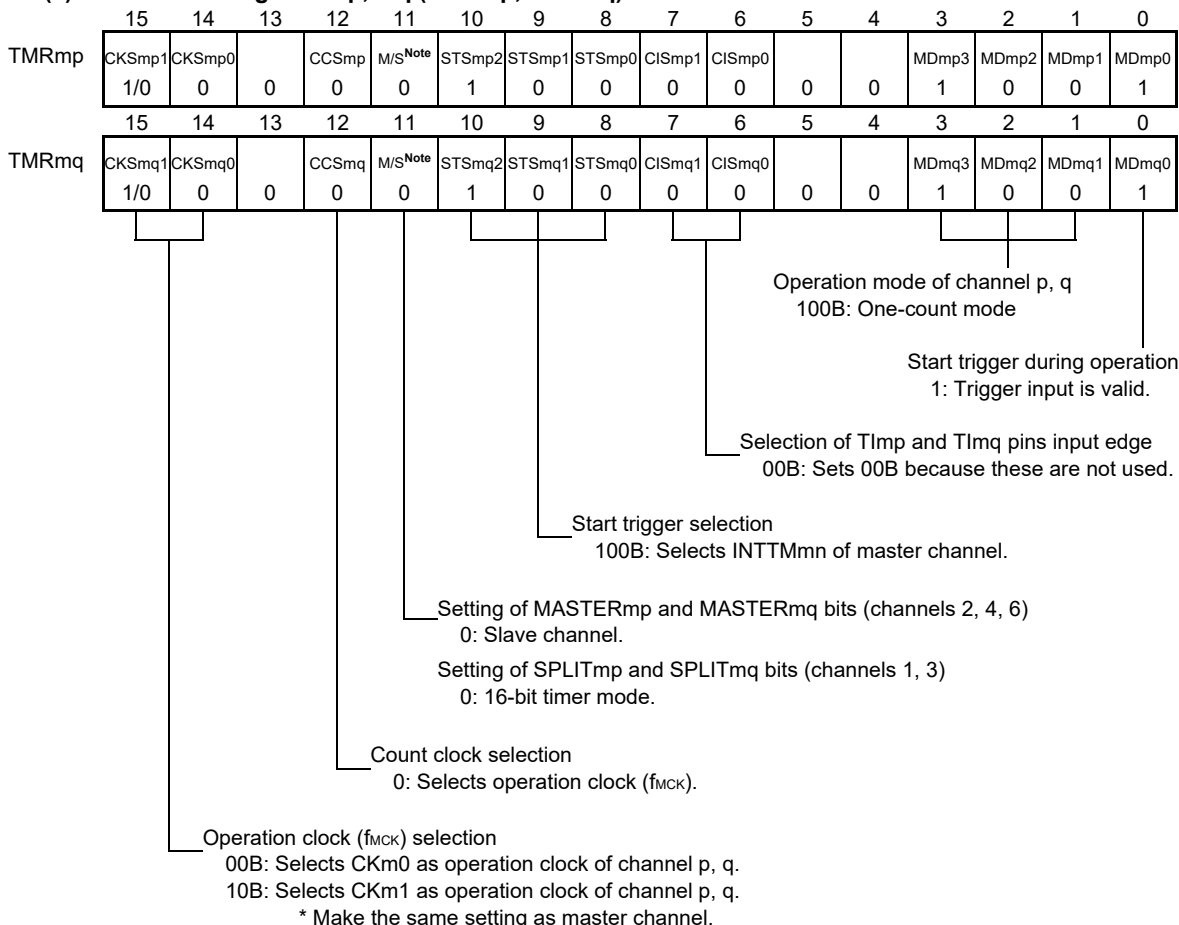 15 14 13 12 11 10 9 8 7 6 5 4 3 2 1 0
TMRmp CKSmp1 CKSmp0 CCSmp M/SNote STSmp2 STSmp1 STSmp0 CISmp1 CISmp0 MDmp3 MDmp2 MDmp1 MDmp0
1/0 0 0 0 0 1 0 0 0 0 0 0 1 0 0 1
15 14 13 12 11 10 9 8 7 6 5 4 3 2 1 0
TMRmq CKSmq1 CKSmq0 CCSmq M/SNote STSmq2 STSmq1 STSmq0 CISmq1 CISmq0 MDmq3 MDmq2 MDmq1 MDmq0
1/0 0 0 0 0 1 0 0 0 0 0 0 1 0 0 1
Operation mode of channel p, q
100B: One-count mode
Start trigger during operation
1: Trigger input is valid.
Selection of TImp and TImq pins input edge
00B: Sets 00B because these are not used.
Start trigger selection
100B: Selects INTTMmn of master channel.
Setting of MASTERmp and MASTERmq bits (channels 2, 4, 6)
0: Slave channel.
Setting of SPLITmp and SPLITmq bits (channels 1, 3)
0: 16-bit timer mode.
Count clock selection
0: Selects operation clock (fMCK).
Operation clock (fMCK) selection
00B: Selects CKm0 as operation clock of channel p, q.
10B: Selects CKm1 as operation clock of channel p, q.
* Make the same setting as master channel.